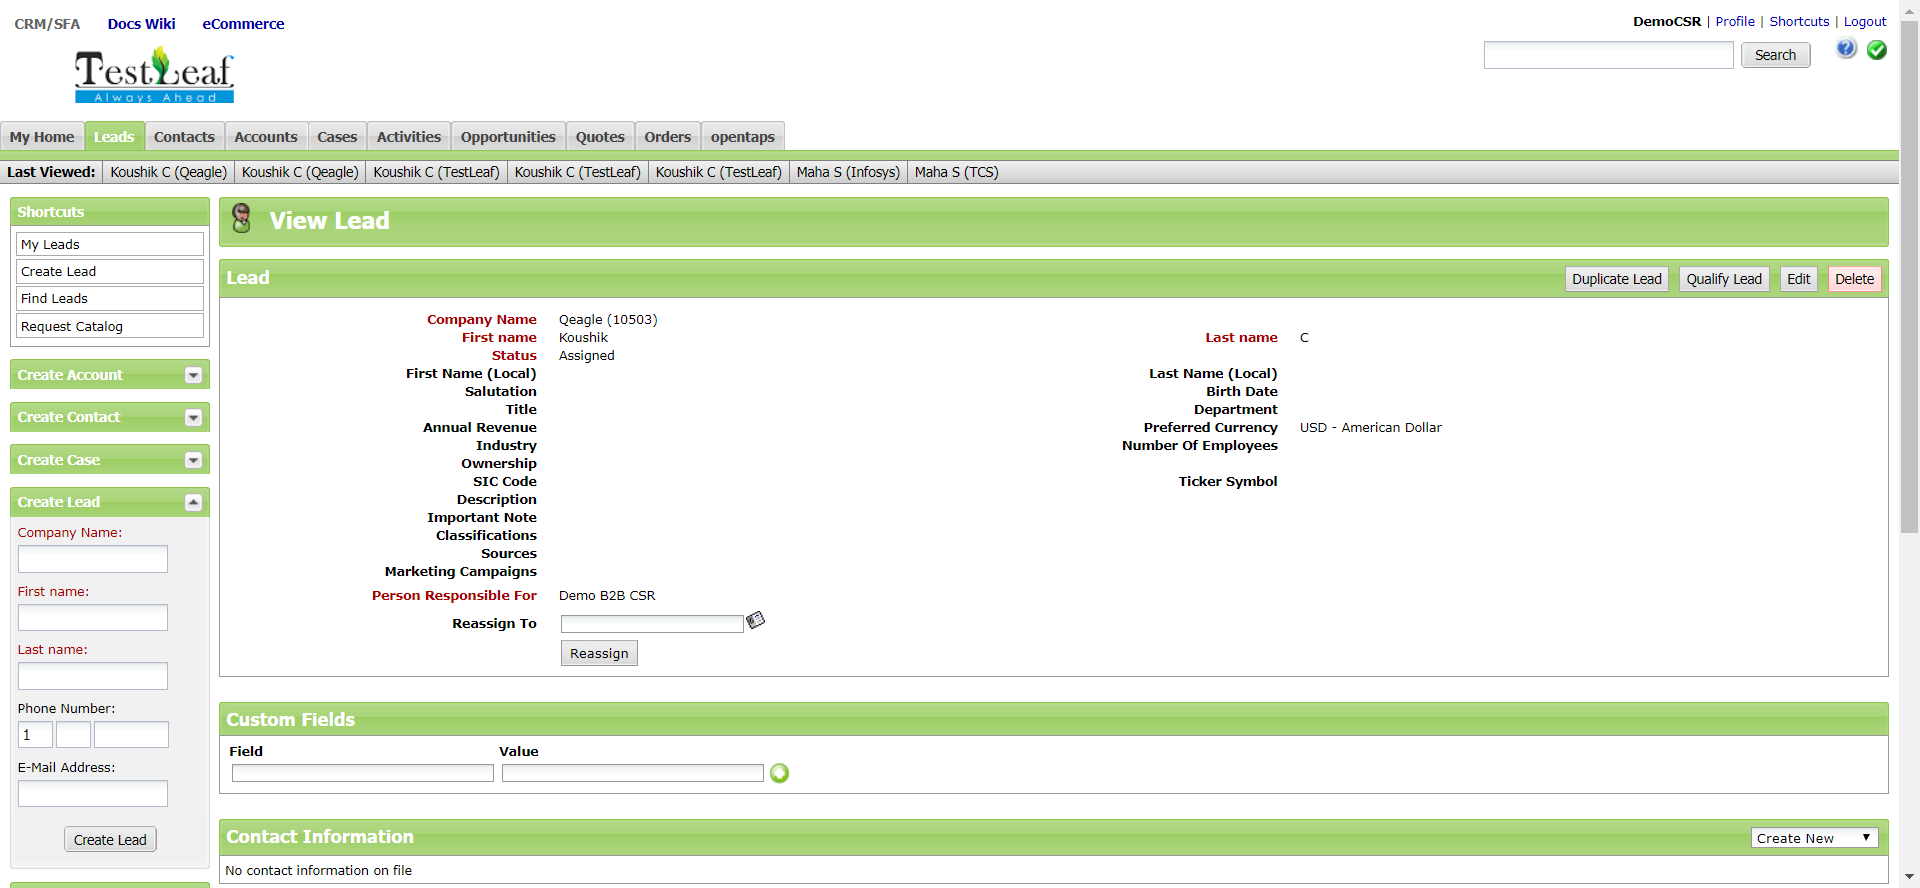 CRM/SFA Docs Wiki eCommerce
DemoCSR | Profile | Shortcuts | Logout
TestLeaf
Always Ahead
Search
My Home Leads Contacts Accounts Cases Activities Opportunities Quotes Orders opentaps
Last Viewed: Koushik C (Qeagle) Koushik C (Qeagle) Koushik C (TestLeaf) Koushik C (TestLeaf) Koushik C (TestLeaf) Maha S (Infosys) Maha S (TCS)
Shortcuts
My Leads
Create Lead
Find Leads
Request Catalog
Create Account
Create Contact
Create Case
Create Lead
Company Name:
First name:
Last name:
Phone Number:
1
E-Mail Address:
Create Lead
View Lead
Lead
Duplicate Lead Qualify Lead Edit Delete
Company Name Qeagle (10503)
First name Koushik Last name C
Status Assigned
First Name (Local) Last Name (Local)
Salutation Birth Date
Title Department
Annual Revenue Preferred Currency USD - American Dollar
Industry Number Of Employees
Ownership
SIC Code Ticker Symbol
Description
Important Note
Classifications
Sources
Marketing Campaigns
Person Responsible For Demo B2B CSR
Reassign To
Reassign
Custom Fields
Field Value
Contact Information
Create New
No contact information on file